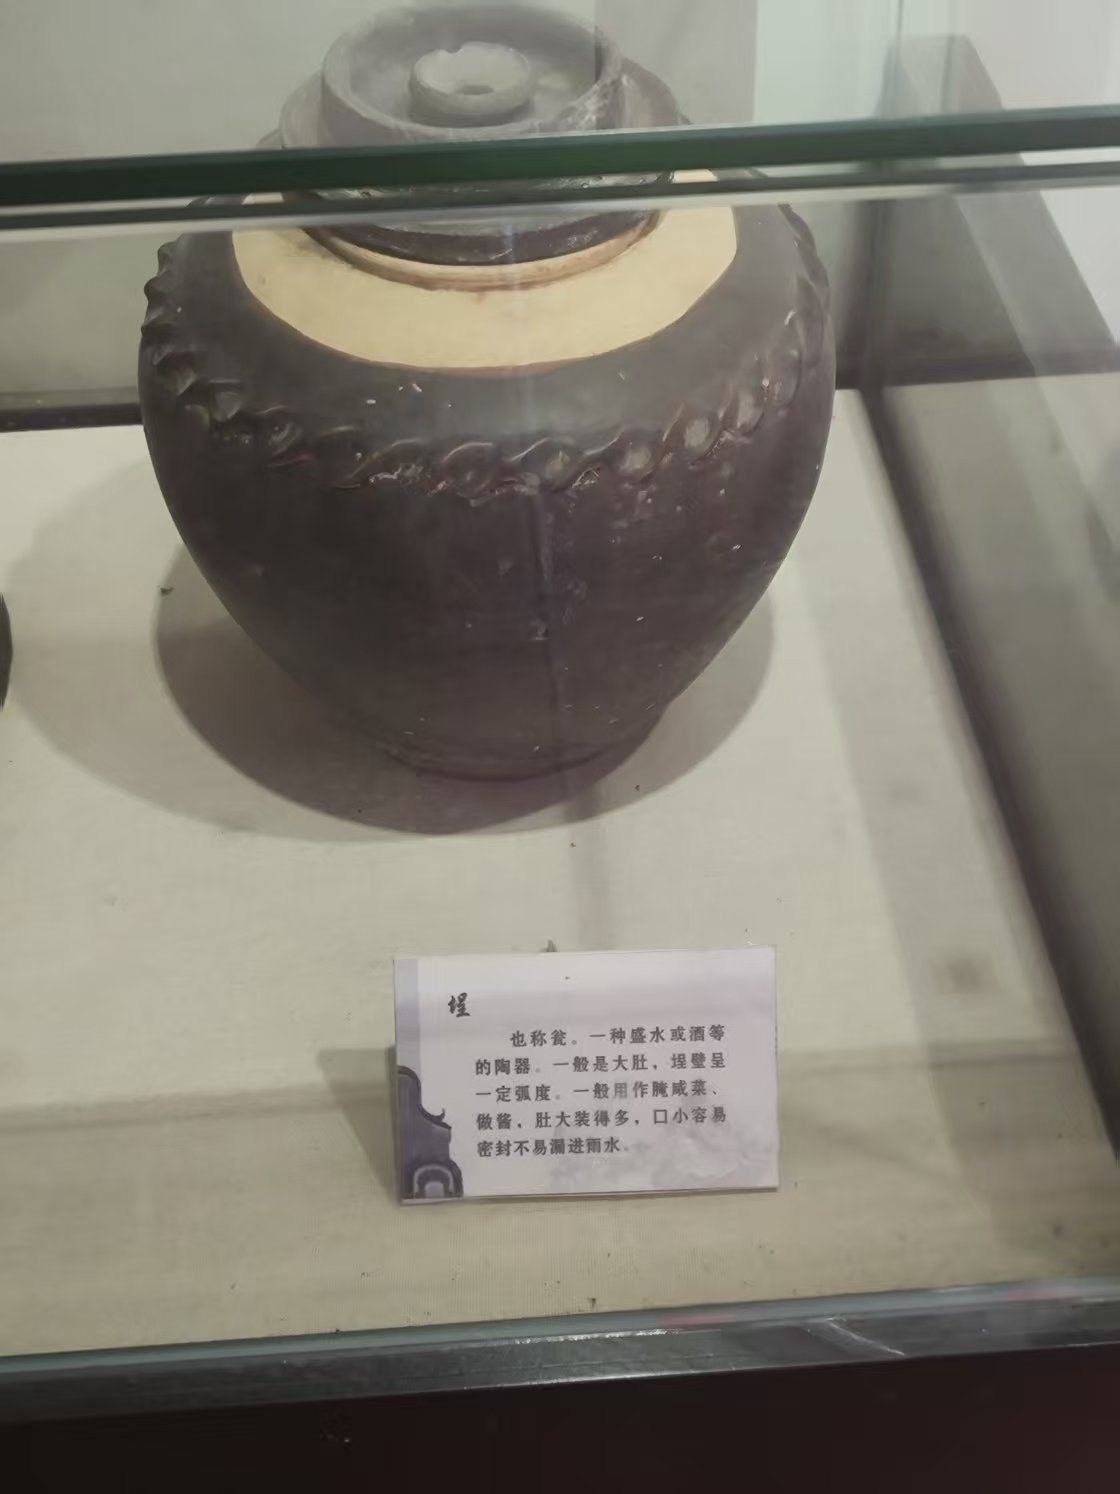 埕
也称瓮。一种盛水或酒等
的陶器。一般是大肚，埕璧呈
一定弧度。一般用作腌咸菜、
做酱，肚大装得多，口小容易
密封不易漏进雨水。